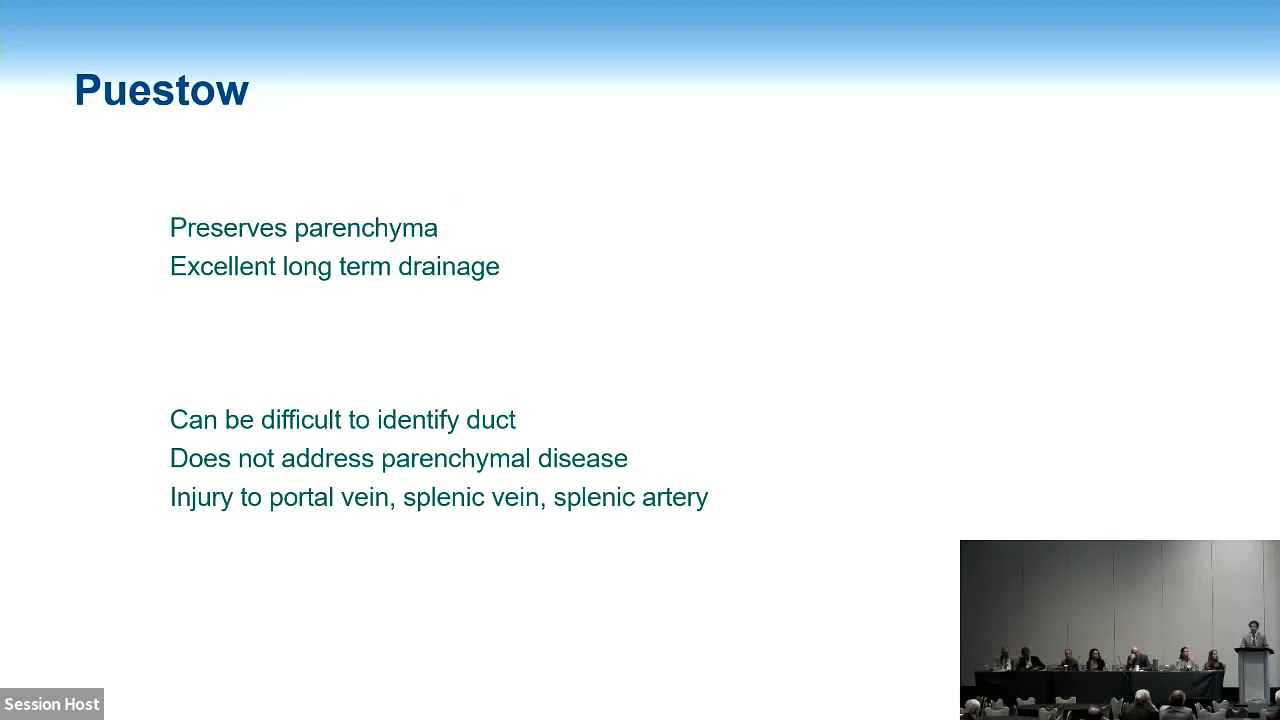 Puestow
Preserves parenchyma
Excellent long term drainage
Can be difficult to identify duct
Does not address parenchymal disease
Injury to portal vein, splenic vein, splenic artery
Session Host